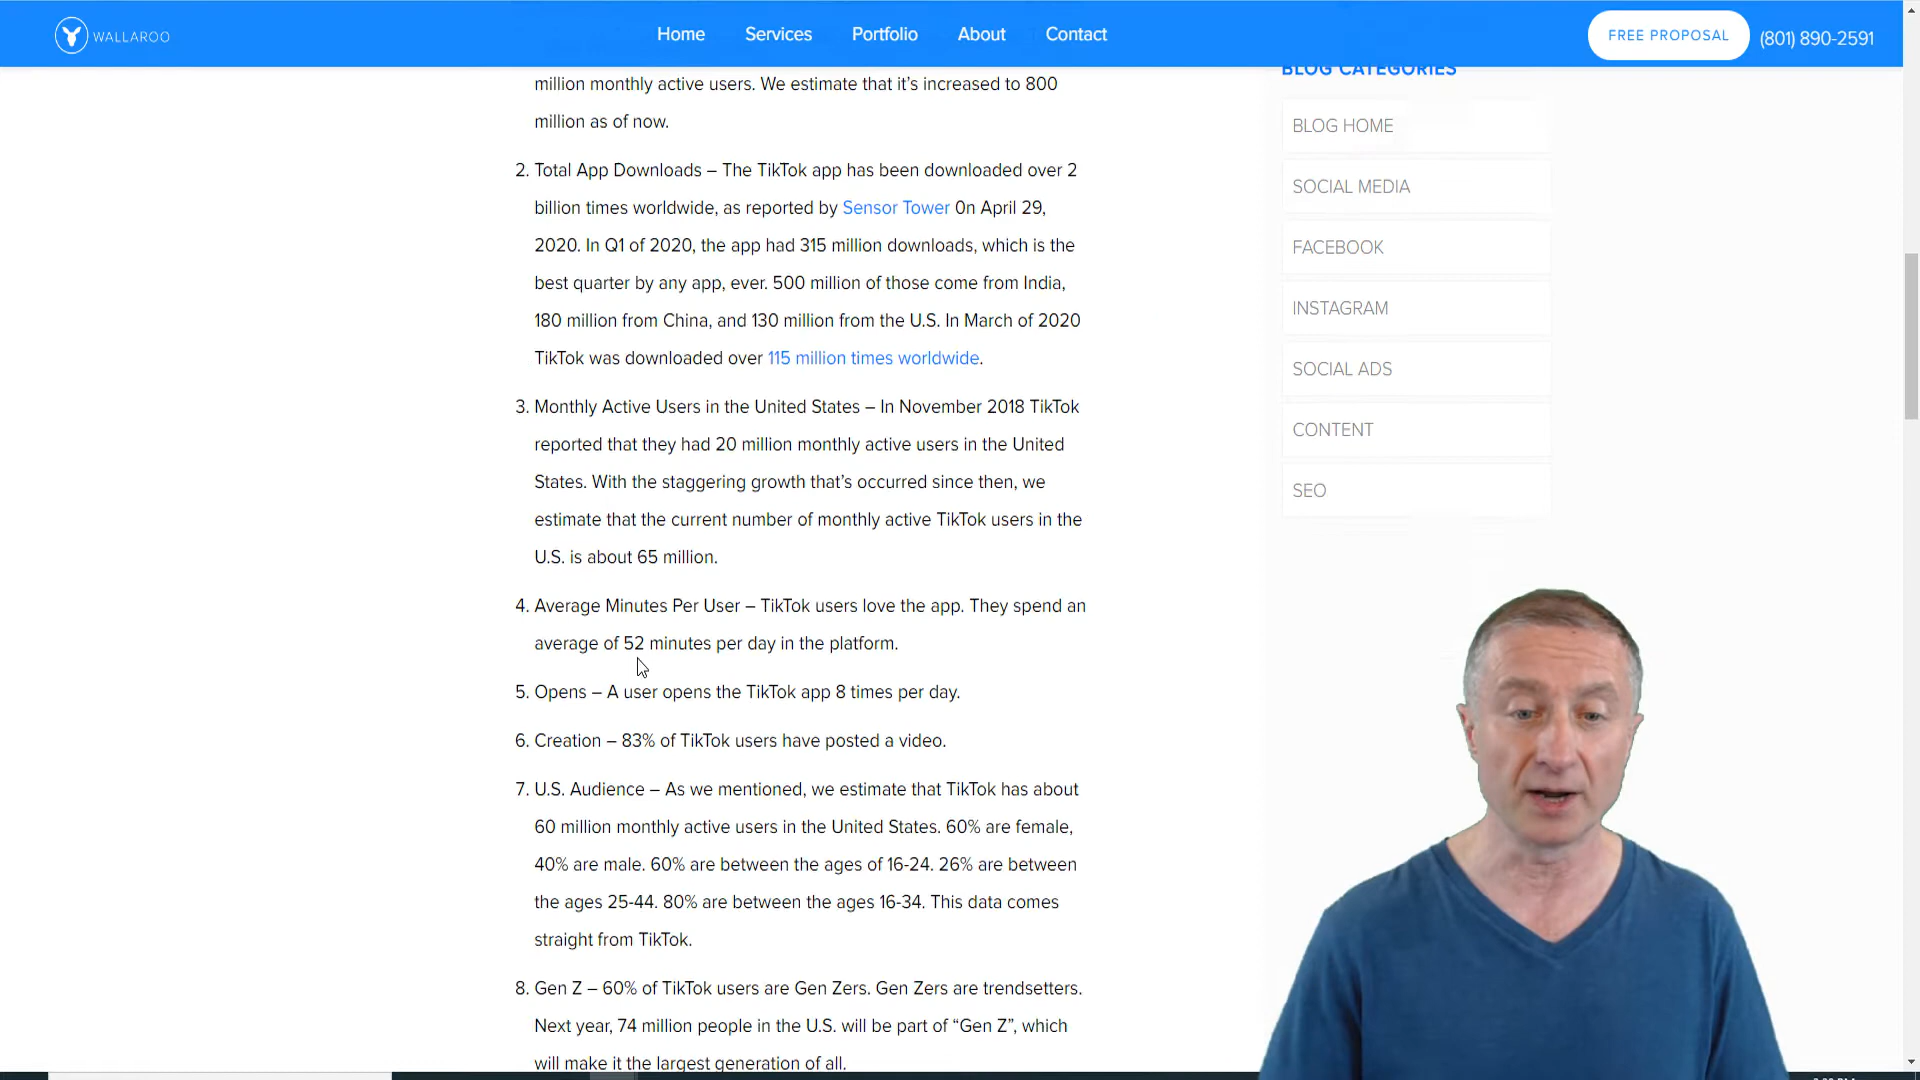 WALLAROO
Home
Services
Portfolio
About
Contact
FREE PROPOSAL
(801) 890-2591
million monthly active users. We estimate that it’s increased to 800
million as of now.
2. Total App Downloads – The TikTok app has been downloaded over 2
billion times worldwide, as reported by Sensor Tower 0n April 29,
2020. In Q1 of 2020, the app had 315 million downloads, which is the
best quarter by any app, ever. 500 million of those come from India,
180 million from China, and 130 million from the U.S. In March of 2020
TikTok was downloaded over 115 million times worldwide.
3. Monthly Active Users in the United States – In November 2018 TikTok
reported that they had 20 million monthly active users in the United
States. With the staggering growth that’s occurred since then, we
estimate that the current number of monthly active TikTok users in the
U.S. is about 65 million.
4. Average Minutes Per User – TikTok users love the app. They spend an
average of 52 minutes per day in the platform.
5. Opens – A user opens the TikTok app 8 times per day.
6. Creation – 83% of TikTok users have posted a video.
7. U.S. Audience – As we mentioned, we estimate that TikTok has about
60 million monthly active users in the United States. 60% are female,
40% are male. 60% are between the ages of 16-24. 26% are between
the ages 25-44. 80% are between the ages 16-34. This data comes
straight from TikTok.
8. Gen Z – 60% of TikTok users are Gen Zers. Gen Zers are trendsetters.
Next year, 74 million people in the U.S. will be part of “Gen Z”, which
will make it the largest generation of all.
BLOG CATEGORIES
BLOG HOME
SOCIAL MEDIA
FACEBOOK
INSTAGRAM
SOCIAL ADS
CONTENT
SEO